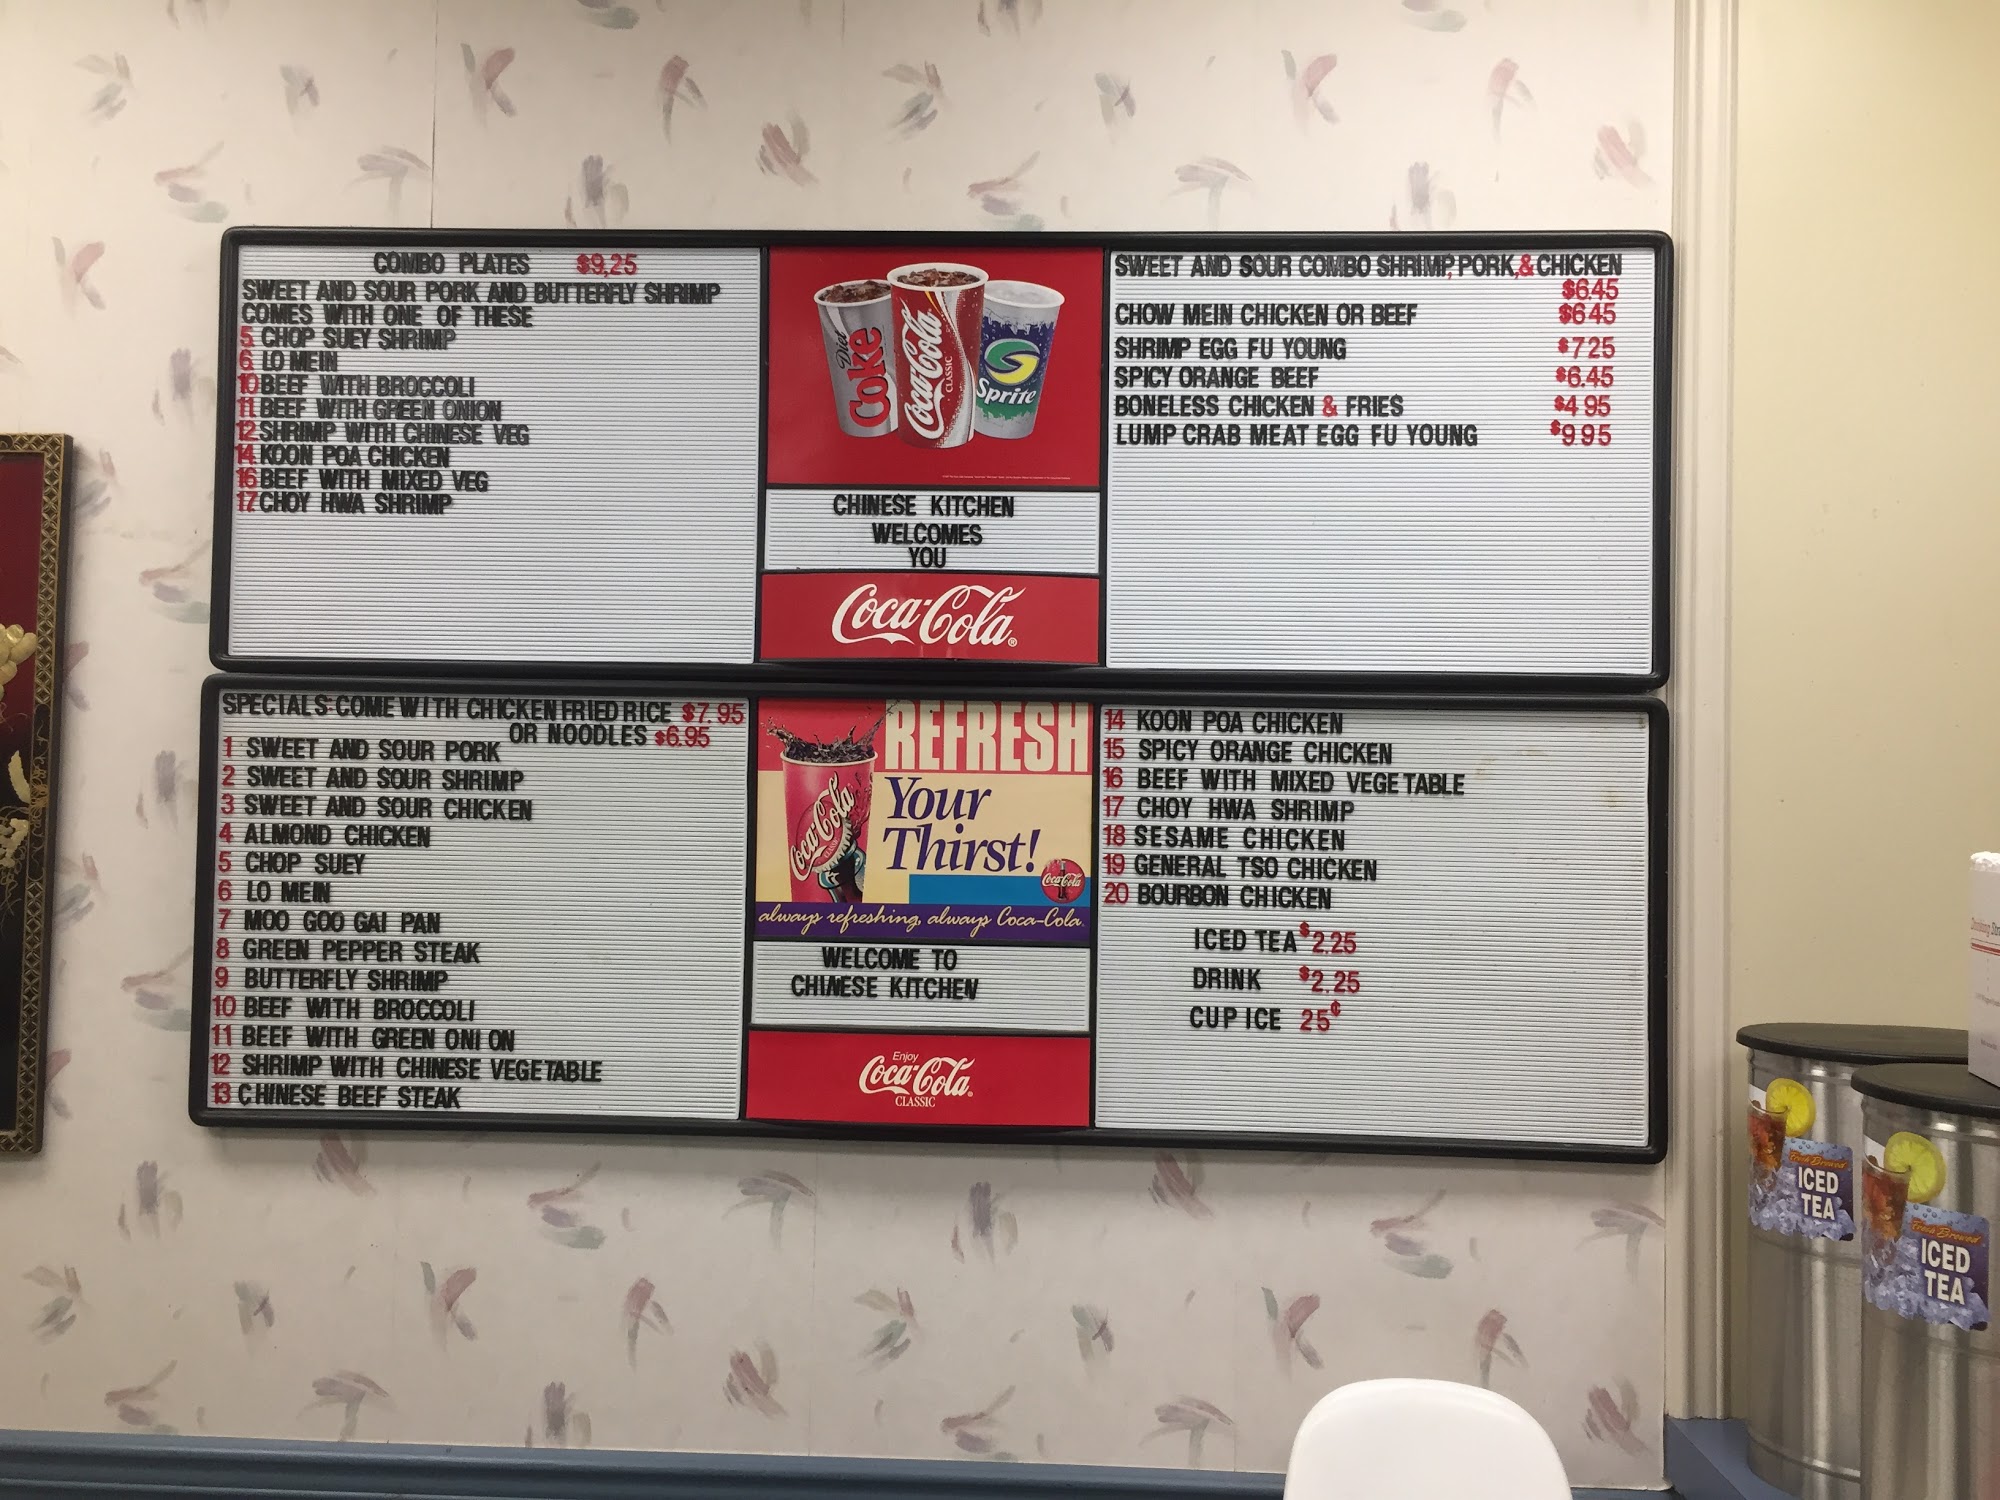 COMBO PLATES $9,25
SWEET AND SOUR PORK AND BUTTERFLY SHRIMP
COMES WITH ONE OF THESE
5 CHOP SUEY SHRIMP
6 LO MEIN
10 BEEF WITH BROCCOLI
11 BEEF WITH GREEN ONION
12 SHRIMP WITH CHINESE VEG
14 KOON POA CHICKEN
16 BEEF WITH MIXED VEG
17 CHOY HWA SHRIMP
Diet Coke
Coca-Cola CLASSIC
Sprite
CHINESE KITCHEN
WELCOMES
YOU
Coca-Cola®
SWEET AND SOUR COMBO SHRIMP, PORK, & CHICKEN
$6.45
CHOW MEIN CHICKEN OR BEEF $6.45
SHRIMP EGG FU YOUNG $725
SPICY ORANGE BEEF $6.45
BONELESS CHICKEN & FRIES $4 95
LUMP CRAB MEAT EGG FU YOUNG $9.95
SPECIALS-COME WITH CHICKEN FRIED RICE $7.95
OR NOODLES $6.95
1 SWEET AND SOUR PORK
2 SWEET AND SOUR SHRIMP
3 SWEET AND SOUR CHICKEN
4 ALMOND CHICKEN
5 CHOP SUEY
6 LO MEIN
7 MOO GOO GAI PAN
8 GREEN PEPPER STEAK
9 BUTTERFLY SHRIMP
10 BEEF WITH BROCCOLI
11 BEEF WITH GREEN ONION
12 SHRIMP WITH CHINESE VEGETABLE
13 CHINESE BEEF STEAK
REFRESH
Your
Thirst!
Coca-Cola
Coca-Cola
always refreshing, always Coca-Cola.
WELCOME TO
CHINESE KITCHEN
Enjoy
Coca-Cola®
CLASSIC
14 KOON POA CHICKEN
15 SPICY ORANGE CHICKEN
16 BEEF WITH MIXED VEGETABLE
17 CHOY HWA SHRIMP
18 SESAME CHICKEN
19 GENERAL TSO CHICKEN
20 BOURBON CHICKEN
ICED TEA $2.25
DRINK $2.25
CUP ICE 25¢
Fresh Brewed
ICED
TEA
Fresh Brewed
ICED
TEA